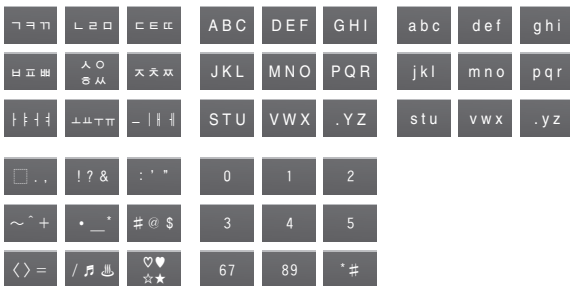 ㄱㅋㄲ ㄴㄹㅁ ㄷㅌㄸ ABC DEF GHI abc def ghi
ㅂㅍㅃ ㅅㅇㅎㅆ ㅈㅊㅉ JKL MNO PQR jkl mno pqr
ㅏㅑㅓㅕ ㅗㅛㅜㅠ ㅡㅣㅐㅔ STU VWX .YZ stu vwx .yz
⬚., !?& :'" 0 1 2
~^+ •_* #@$ 3 4 5
〈〉= /♬♨ ♡♥☆★ 67 89 *#